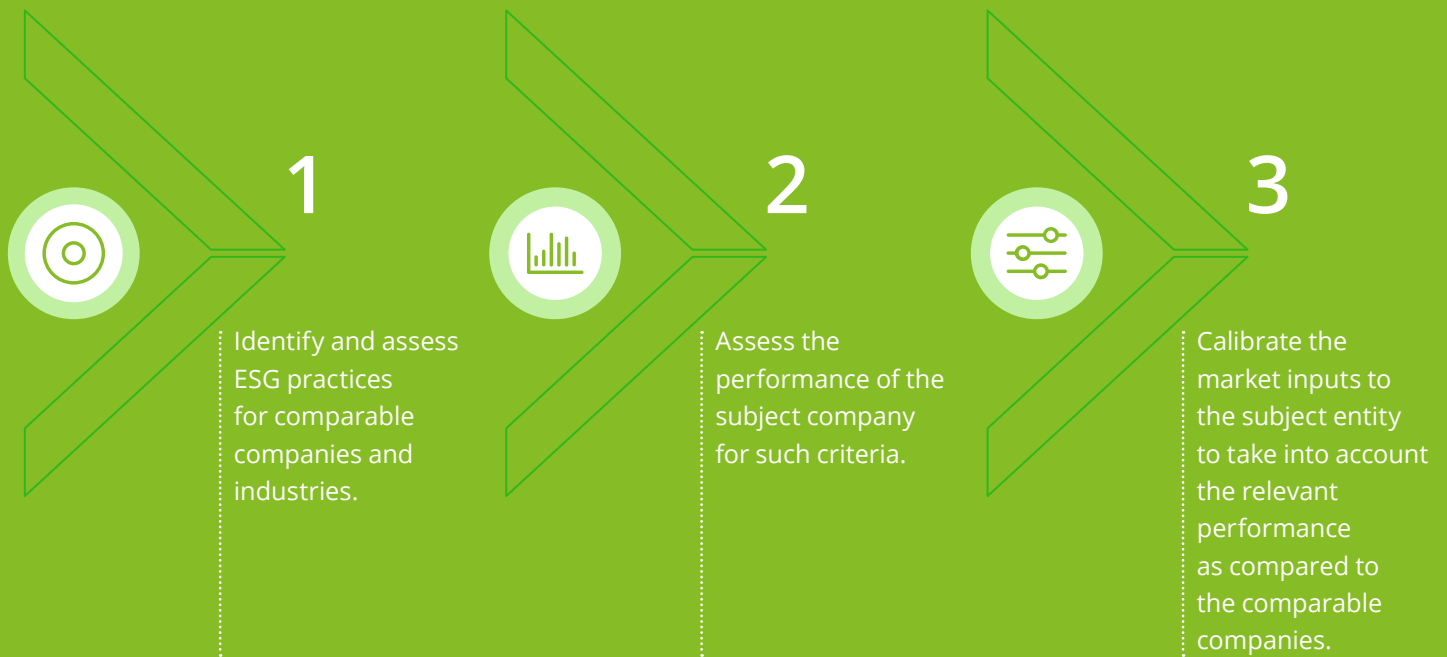 1
Identify and assess
ESG practices
for comparable
companies and
industries.
2
Assess the
performance of the
subject company
for such criteria.
3
Calibrate the
market inputs to
the subject entity
to take into account
the relevant
performance
as compared to
the comparable
companies.